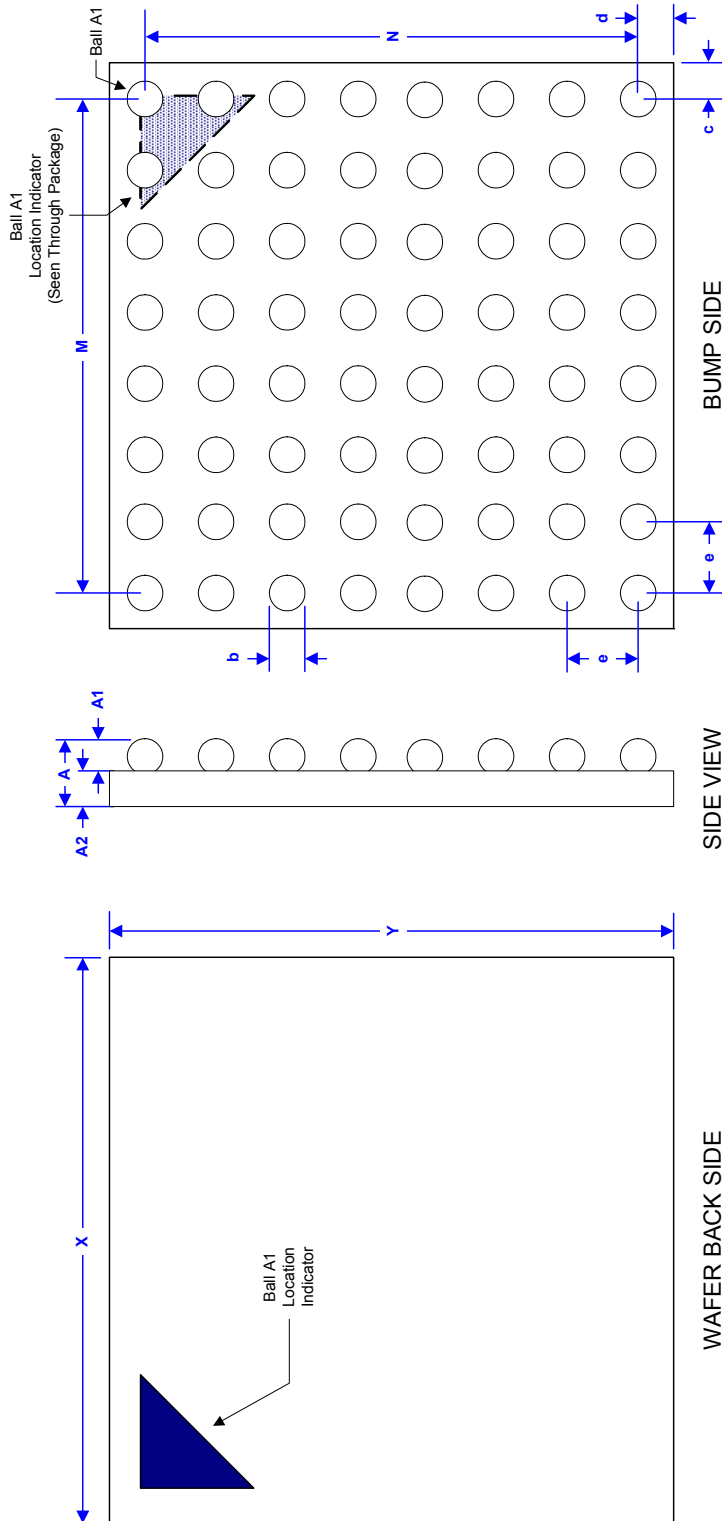 X
Ball A1
Location
Indicator
Y
WAFER BACK SIDE
A2
A
A1
SIDE VIEW
M
Ball A1
Location Indicator
(Seen Through Package)
Ball A1
N
d
c
b
e
e
BUMP SIDE